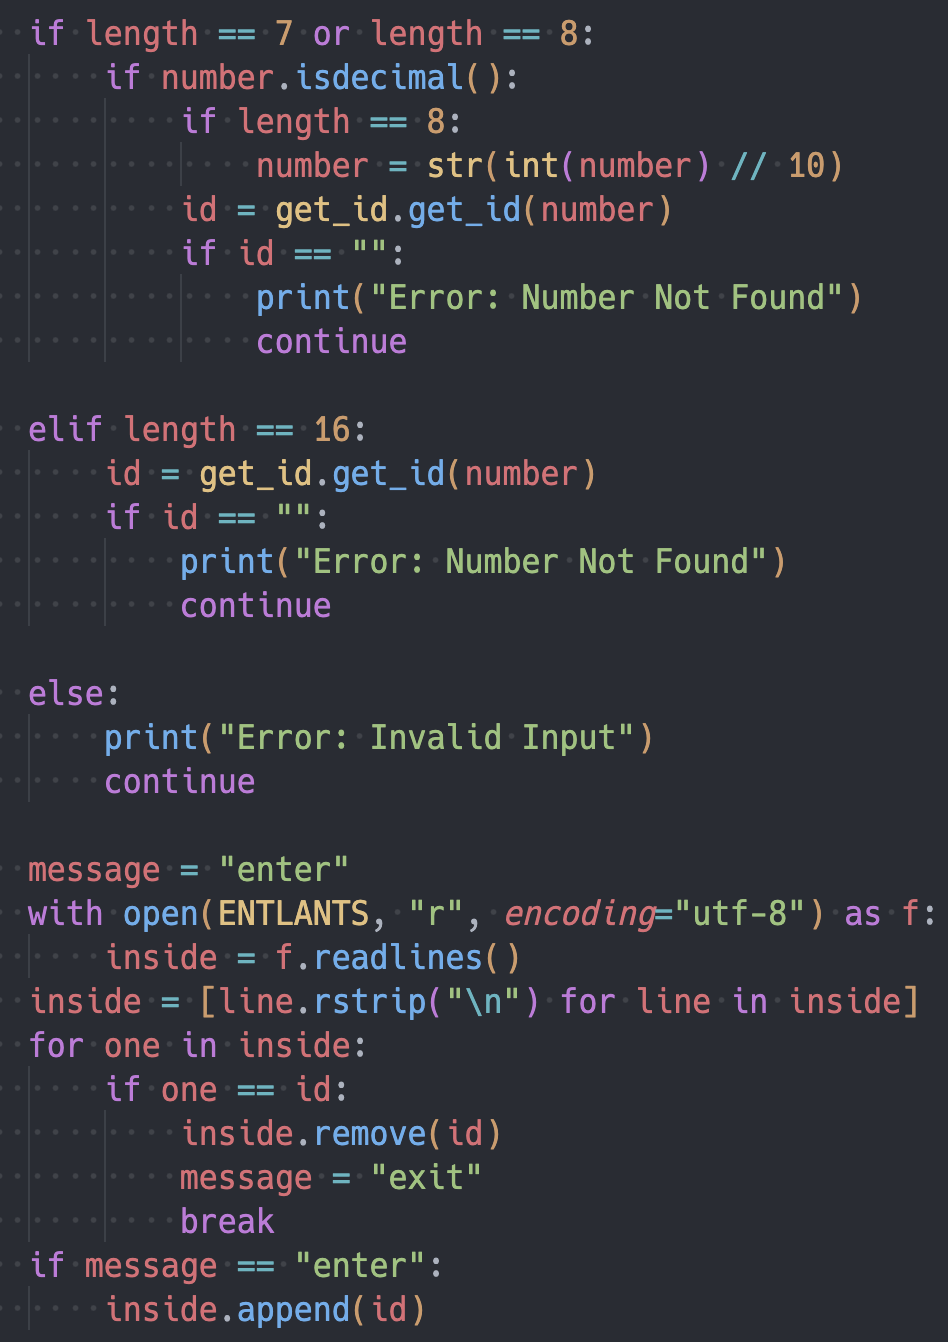 if length == 7 or length == 8:
    if number.isdecimal():
        if length == 8:
            number = str(int(number) // 10)
        id = get_id.get_id(number)
        if id == "":
            print("Error: Number Not Found")
            continue

elif length == 16:
    id = get_id.get_id(number)
    if id == "":
        print("Error: Number Not Found")
        continue

else:
    print("Error: Invalid Input")
    continue

message = "enter"
with open(ENTLANTS, "r", encoding="utf-8") as f:
    inside = f.readlines()
inside = [line.rstrip("\n") for line in inside]
for one in inside:
    if one == id:
        inside.remove(id)
        message = "exit"
        break
if message == "enter":
    inside.append(id)